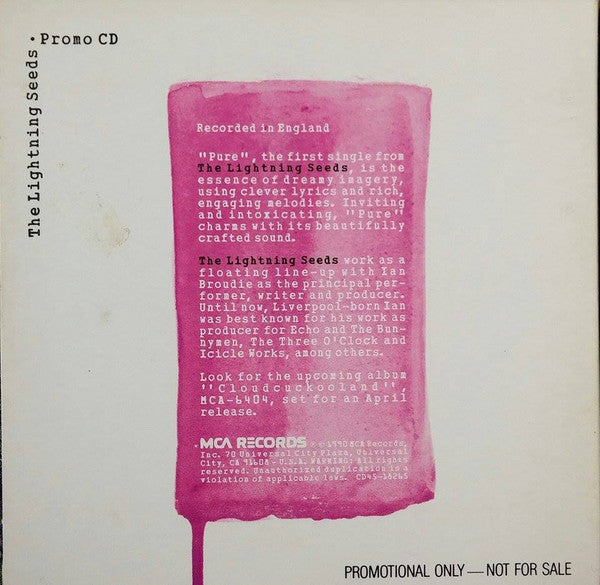 The Lightning Seeds • Promo CD
Recorded in England
"Pure", the first single from
The Lightning Seeds, is the
essence of dreamy imagery,
using clever lyrics and rich,
engaging melodies. Inviting
and intoxicating, "Pure"
charms with its beautifully
crafted sound.
The Lightning Seeds work as a
floating line-up with Ian
Broudie as the principal per-
former, writer and producer.
Until now, Liverpool-born Ian
was best known for his work as
producer for Echo and The Bun-
nymen, The Three O'Clock and
Icicle Works, among others.
Look for the upcoming album
''Cloudcuckooland'',
MCA-6404, set for an April
release.
MCA RECORDS ® © 1990 MCA Records,
Inc. 70 Universal City Plaza, Universal
City, CA 91608 - U.S.A. WARNING: All rights
reserved. Unauthorized duplication is a
violation of applicable laws. CD45-18265
PROMOTIONAL ONLY—NOT FOR SALE